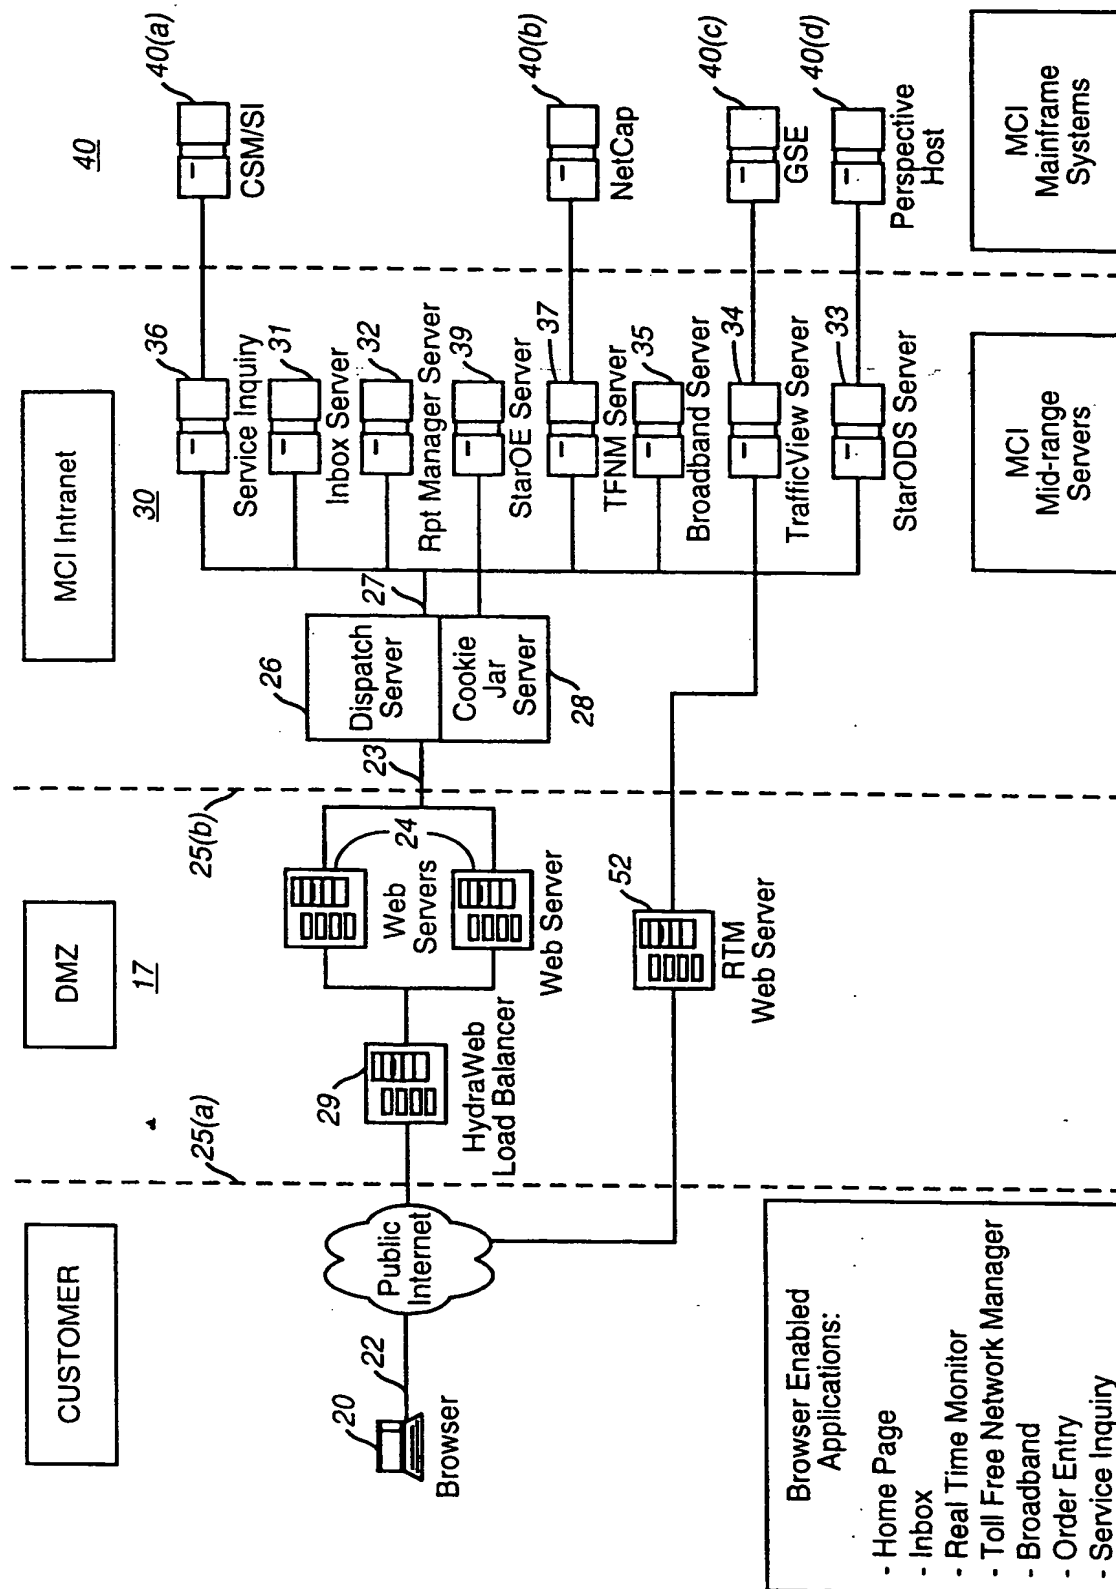 CUSTOMER
DMZ
17
MCI Intranet
30
40
25(a)
25(b)
20
Browser
22
Public
Internet
29
HydraWeb
Load Balancer
24
Web
Servers
Web Server
52
RTM
Web Server
23
26
Dispatch
Server
Cookie
Jar
Server
28
27
36
Service Inquiry
31
Inbox Server
32
Rpt Manager Server
39
StarOE Server
37
TFNM Server
35
Broadband Server
34
TrafficView Server
33
StarODS Server
40(a)
CSM/SI
40(b)
NetCap
40(c)
GSE
40(d)
Perspective
Host
Browser Enabled
Applications:
- Home Page
- Inbox
- Real Time Monitor
- Toll Free Network Manager
- Broadband
- Order Entry
- Service Inquiry
MCI
Mid-range
Servers
MCI
Mainframe
Systems